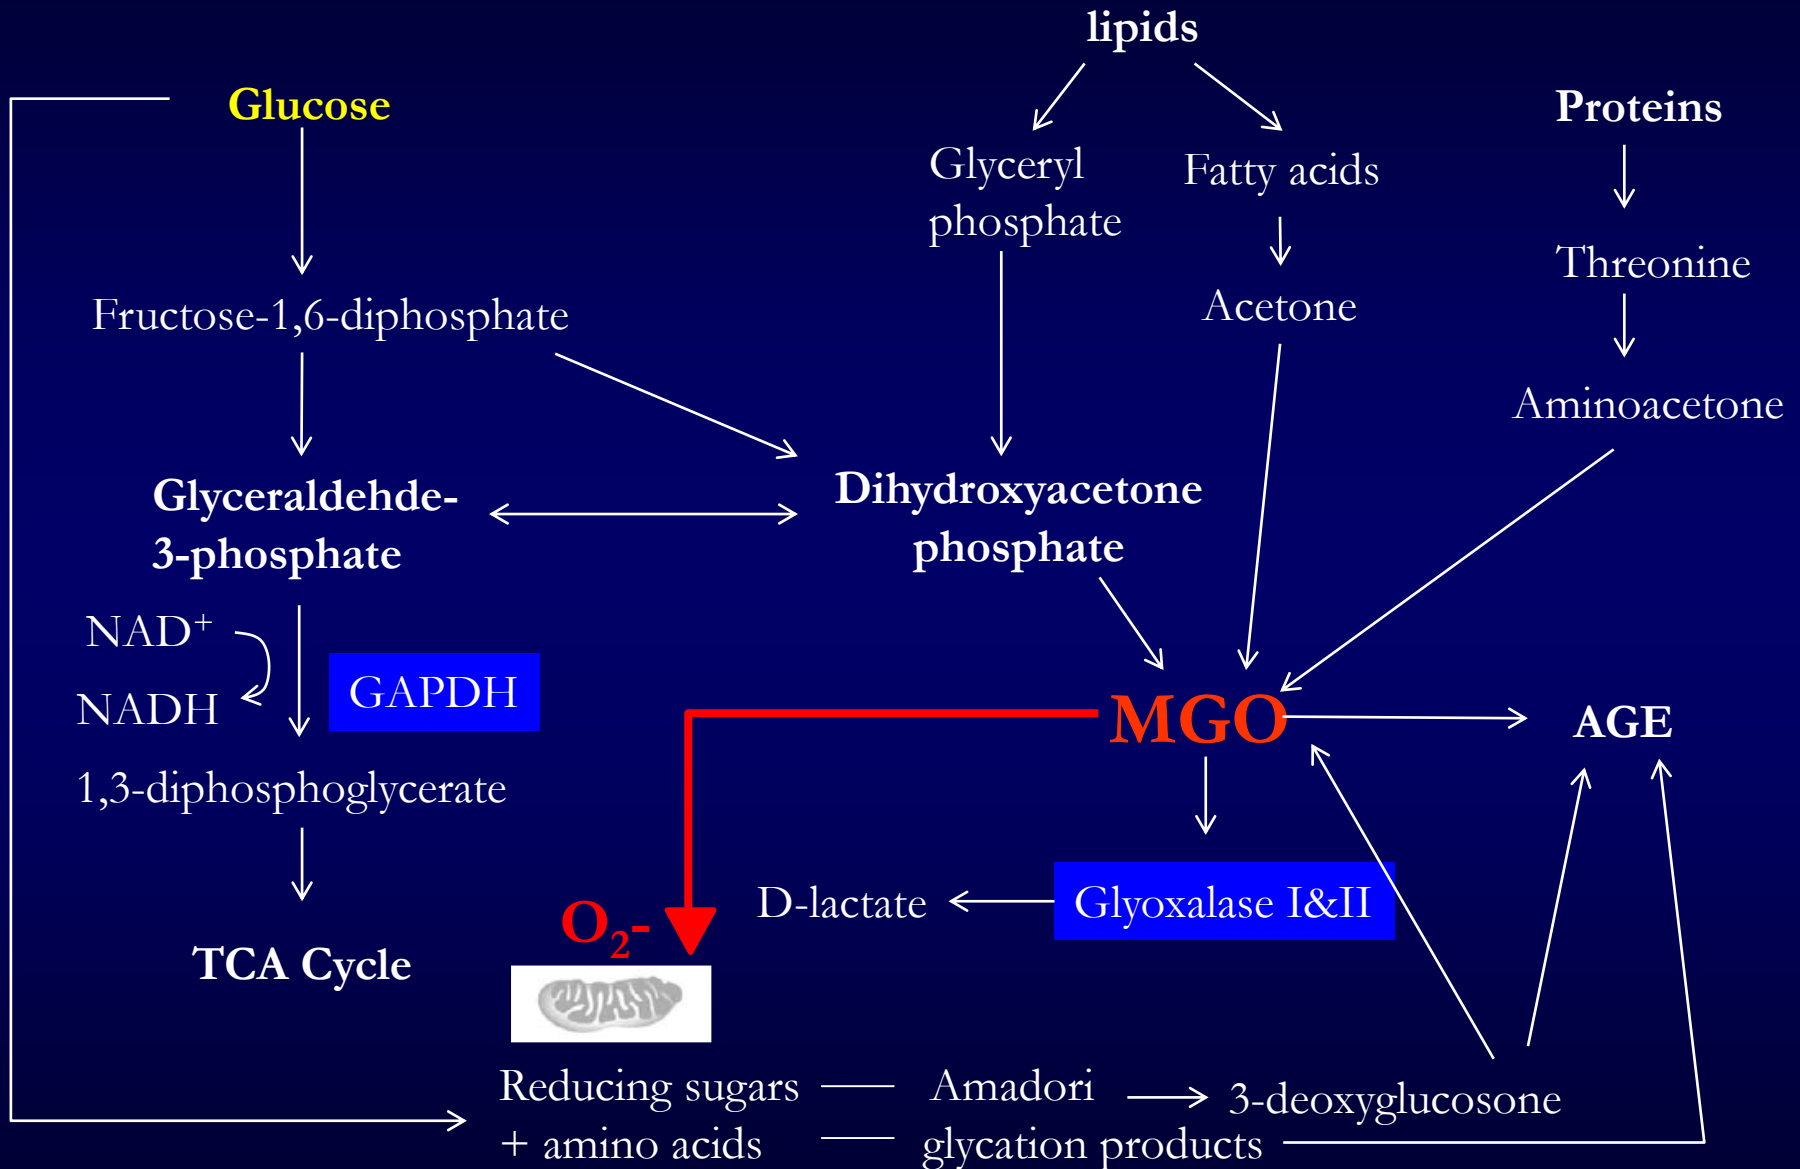 lipids
Glucose
Proteins
Glyceryl
phosphate
Fatty acids
Threonine
Fructose-1,6-diphosphate
Acetone
Aminoacetone
Glyceraldehde-
3-phosphate
Dihydroxyacetone
phosphate
NAD⁺
NADH
GAPDH
MGO
AGE
1,3-diphosphoglycerate
D-lactate
Glyoxalase I&II
O₂-
TCA Cycle
Reducing sugars
+ amino acids
Amadori
glycation products
3-deoxyglucosone